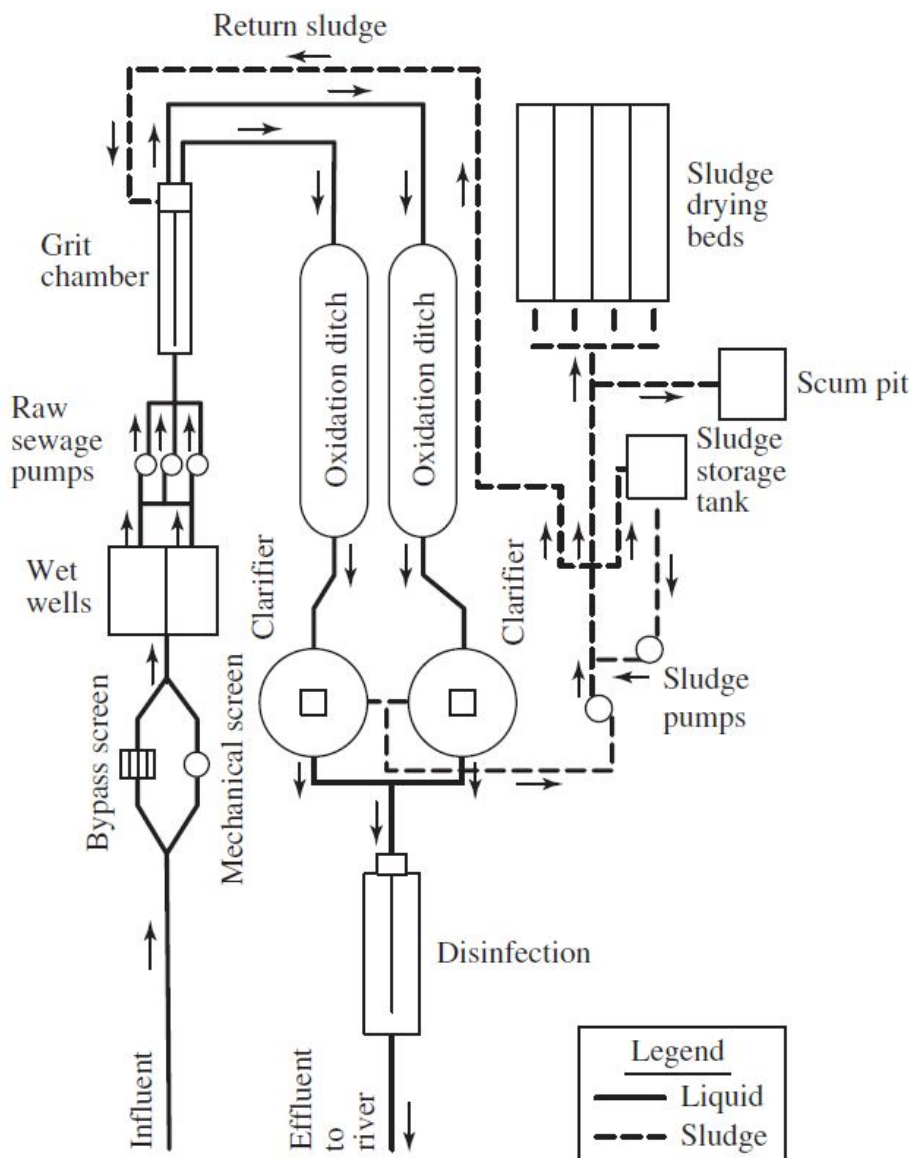 Return sludge
Sludge
drying
beds
Grit
chamber
Oxidation ditch
Oxidation ditch
Scum pit
Raw
sewage
pumps
Sludge
storage
tank
Wet
wells
Clarifier
Clarifier
Sludge
pumps
Bypass screen
Mechanical screen
Disinfection
Influent
Effluent
to
river
Legend
Liquid
Sludge